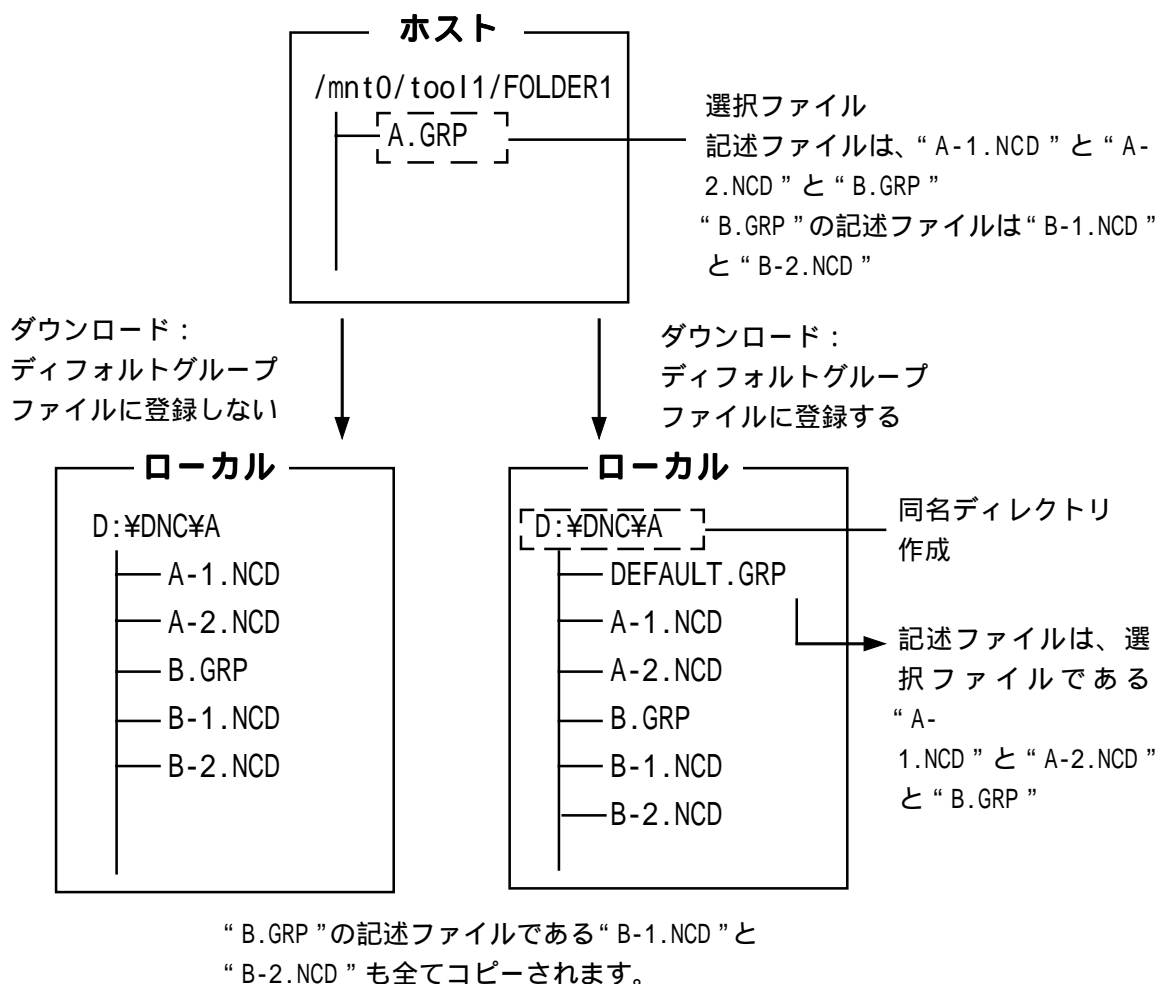 ホスト
/mnt0/tool1/FOLDER1
A.GRP
選択ファイル
記述ファイルは、“A-1.NCD”と“A-
2.NCD”と“B.GRP”
“B.GRP”の記述ファイルは“B-1.NCD”
と“B-2.NCD”
ダウンロード：
ディフォルトグループ
ファイルに登録しない
ダウンロード：
ディフォルトグループ
ファイルに登録する
ローカル
D:¥DNC¥A
A-1.NCD
A-2.NCD
B.GRP
B-1.NCD
B-2.NCD
ローカル
D:¥DNC¥A
DEFAULT.GRP
A-1.NCD
A-2.NCD
B.GRP
B-1.NCD
B-2.NCD
同名ディレクトリ
作成
記述ファイルは、選
択ファイルである
“A-
1.NCD”と“A-2.NCD”
と“B.GRP”
“B.GRP”の記述ファイルである“B-1.NCD”と
“B-2.NCD”も全てコピーされます。